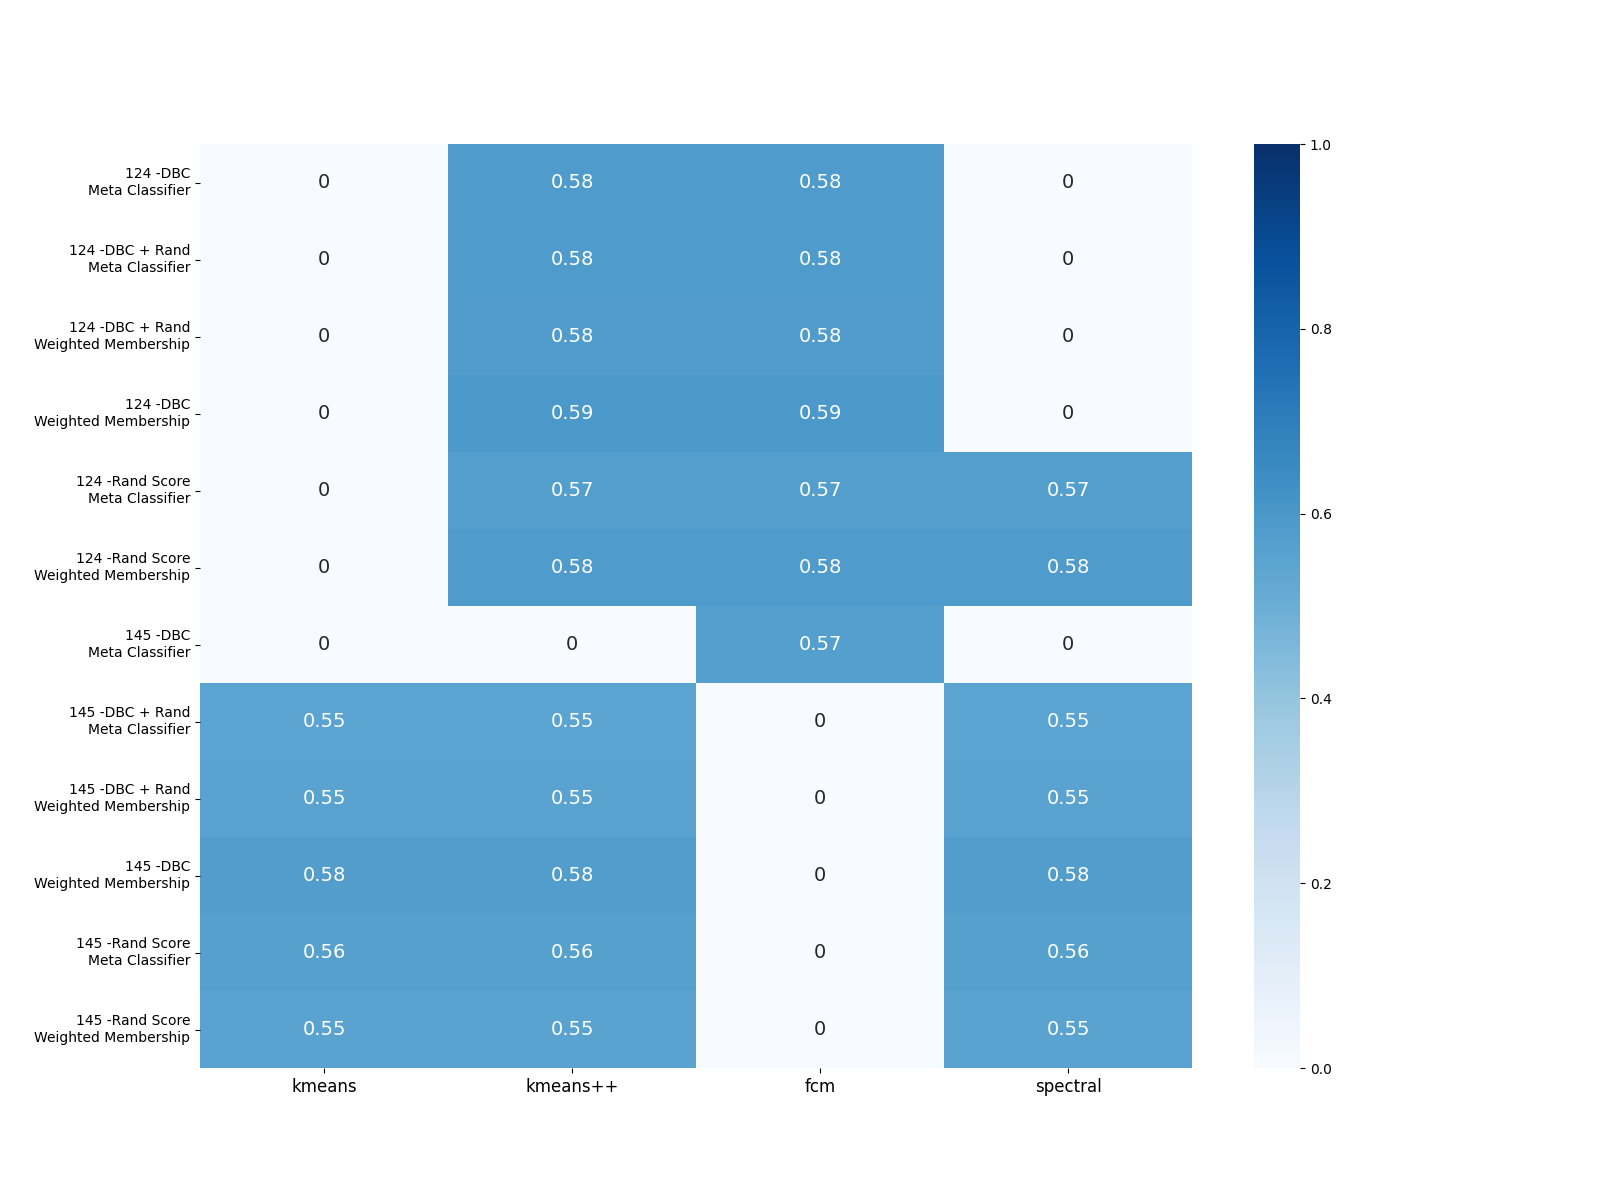 124 -DBC
Meta Classifier
0 0.58 0.58 0
124 -DBC + Rand
Meta Classifier
0 0.58 0.58 0
124 -DBC + Rand
Weighted Membership
0 0.58 0.58 0
124 -DBC
Weighted Membership
0 0.59 0.59 0
124 -Rand Score
Meta Classifier
0 0.57 0.57 0.57
124 -Rand Score
Weighted Membership
0 0.58 0.58 0.58
145 -DBC
Meta Classifier
0 0 0.57 0
145 -DBC + Rand
Meta Classifier
0.55 0.55 0 0.55
145 -DBC + Rand
Weighted Membership
0.55 0.55 0 0.55
145 -DBC
Weighted Membership
0.58 0.58 0 0.58
145 -Rand Score
Meta Classifier
0.56 0.56 0 0.56
145 -Rand Score
Weighted Membership
0.55 0.55 0 0.55
kmeans kmeans++ fcm spectral
1.0
0.8
0.6
0.4
0.2
0.0